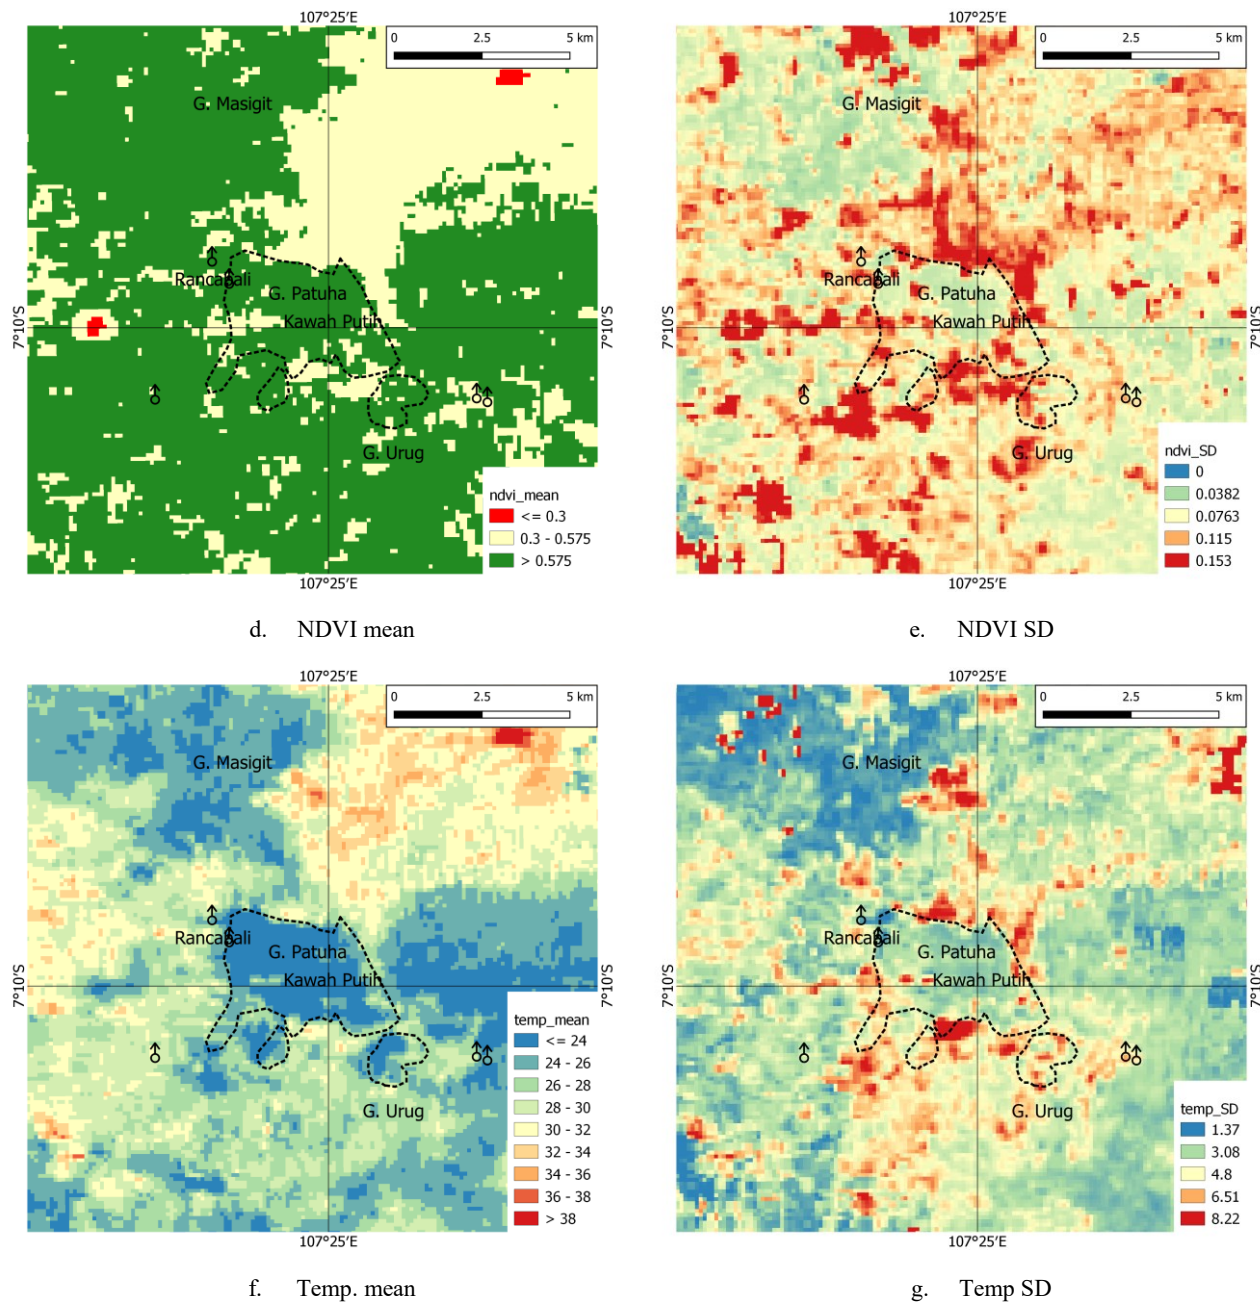 107°25'E
107°25'E
0 2.5 5 km
0 2.5 5 km
G. Masigit
G. Masigit
Rancabali
Rancabali
G. Patuha
G. Patuha
Kawah Putih
Kawah Putih
7°10'S
7°10'S
7°10'S
7°10'S
G. Urug
G. Urug
ndvi_mean
<= 0.3
0.3 - 0.575
> 0.575
ndvi_SD
0
0.0382
0.0763
0.115
0.153
107°25'E
107°25'E
d. NDVI mean
e. NDVI SD
107°25'E
107°25'E
0 2.5 5 km
0 2.5 5 km
G. Masigit
G. Masigit
Rancabali
Rancabali
G. Patuha
G. Patuha
Kawah Putih
Kawah Putih
7°10'S
7°10'S
7°10'S
7°10'S
G. Urug
G. Urug
temp_mean
<= 24
24 - 26
26 - 28
28 - 30
30 - 32
32 - 34
34 - 36
36 - 38
> 38
temp_SD
1.37
3.08
4.8
6.51
8.22
107°25'E
107°25'E
f. Temp. mean
g. Temp SD